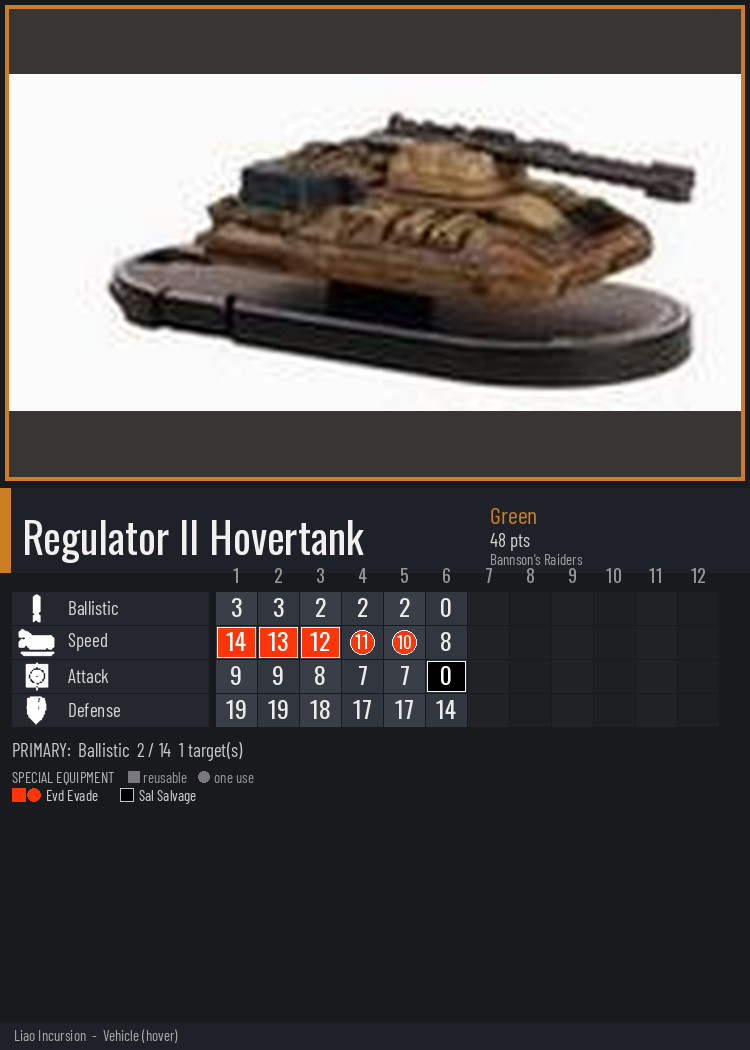 Regulator II Hovertank
Green
48 pts
Bannson's Raiders
1 2 3 4 5 6 7 8 9 10 11 12
Ballistic 3 3 2 2 2 0
Speed 14 13 12 11 10 8
Attack 9 9 8 7 7 0
Defense 19 19 18 17 17 14
PRIMARY: Ballistic 2 / 14 1 target(s)
SPECIAL EQUIPMENT reusable one use
Evd Evade Sal Salvage
Liao Incursion - Vehicle (hover)